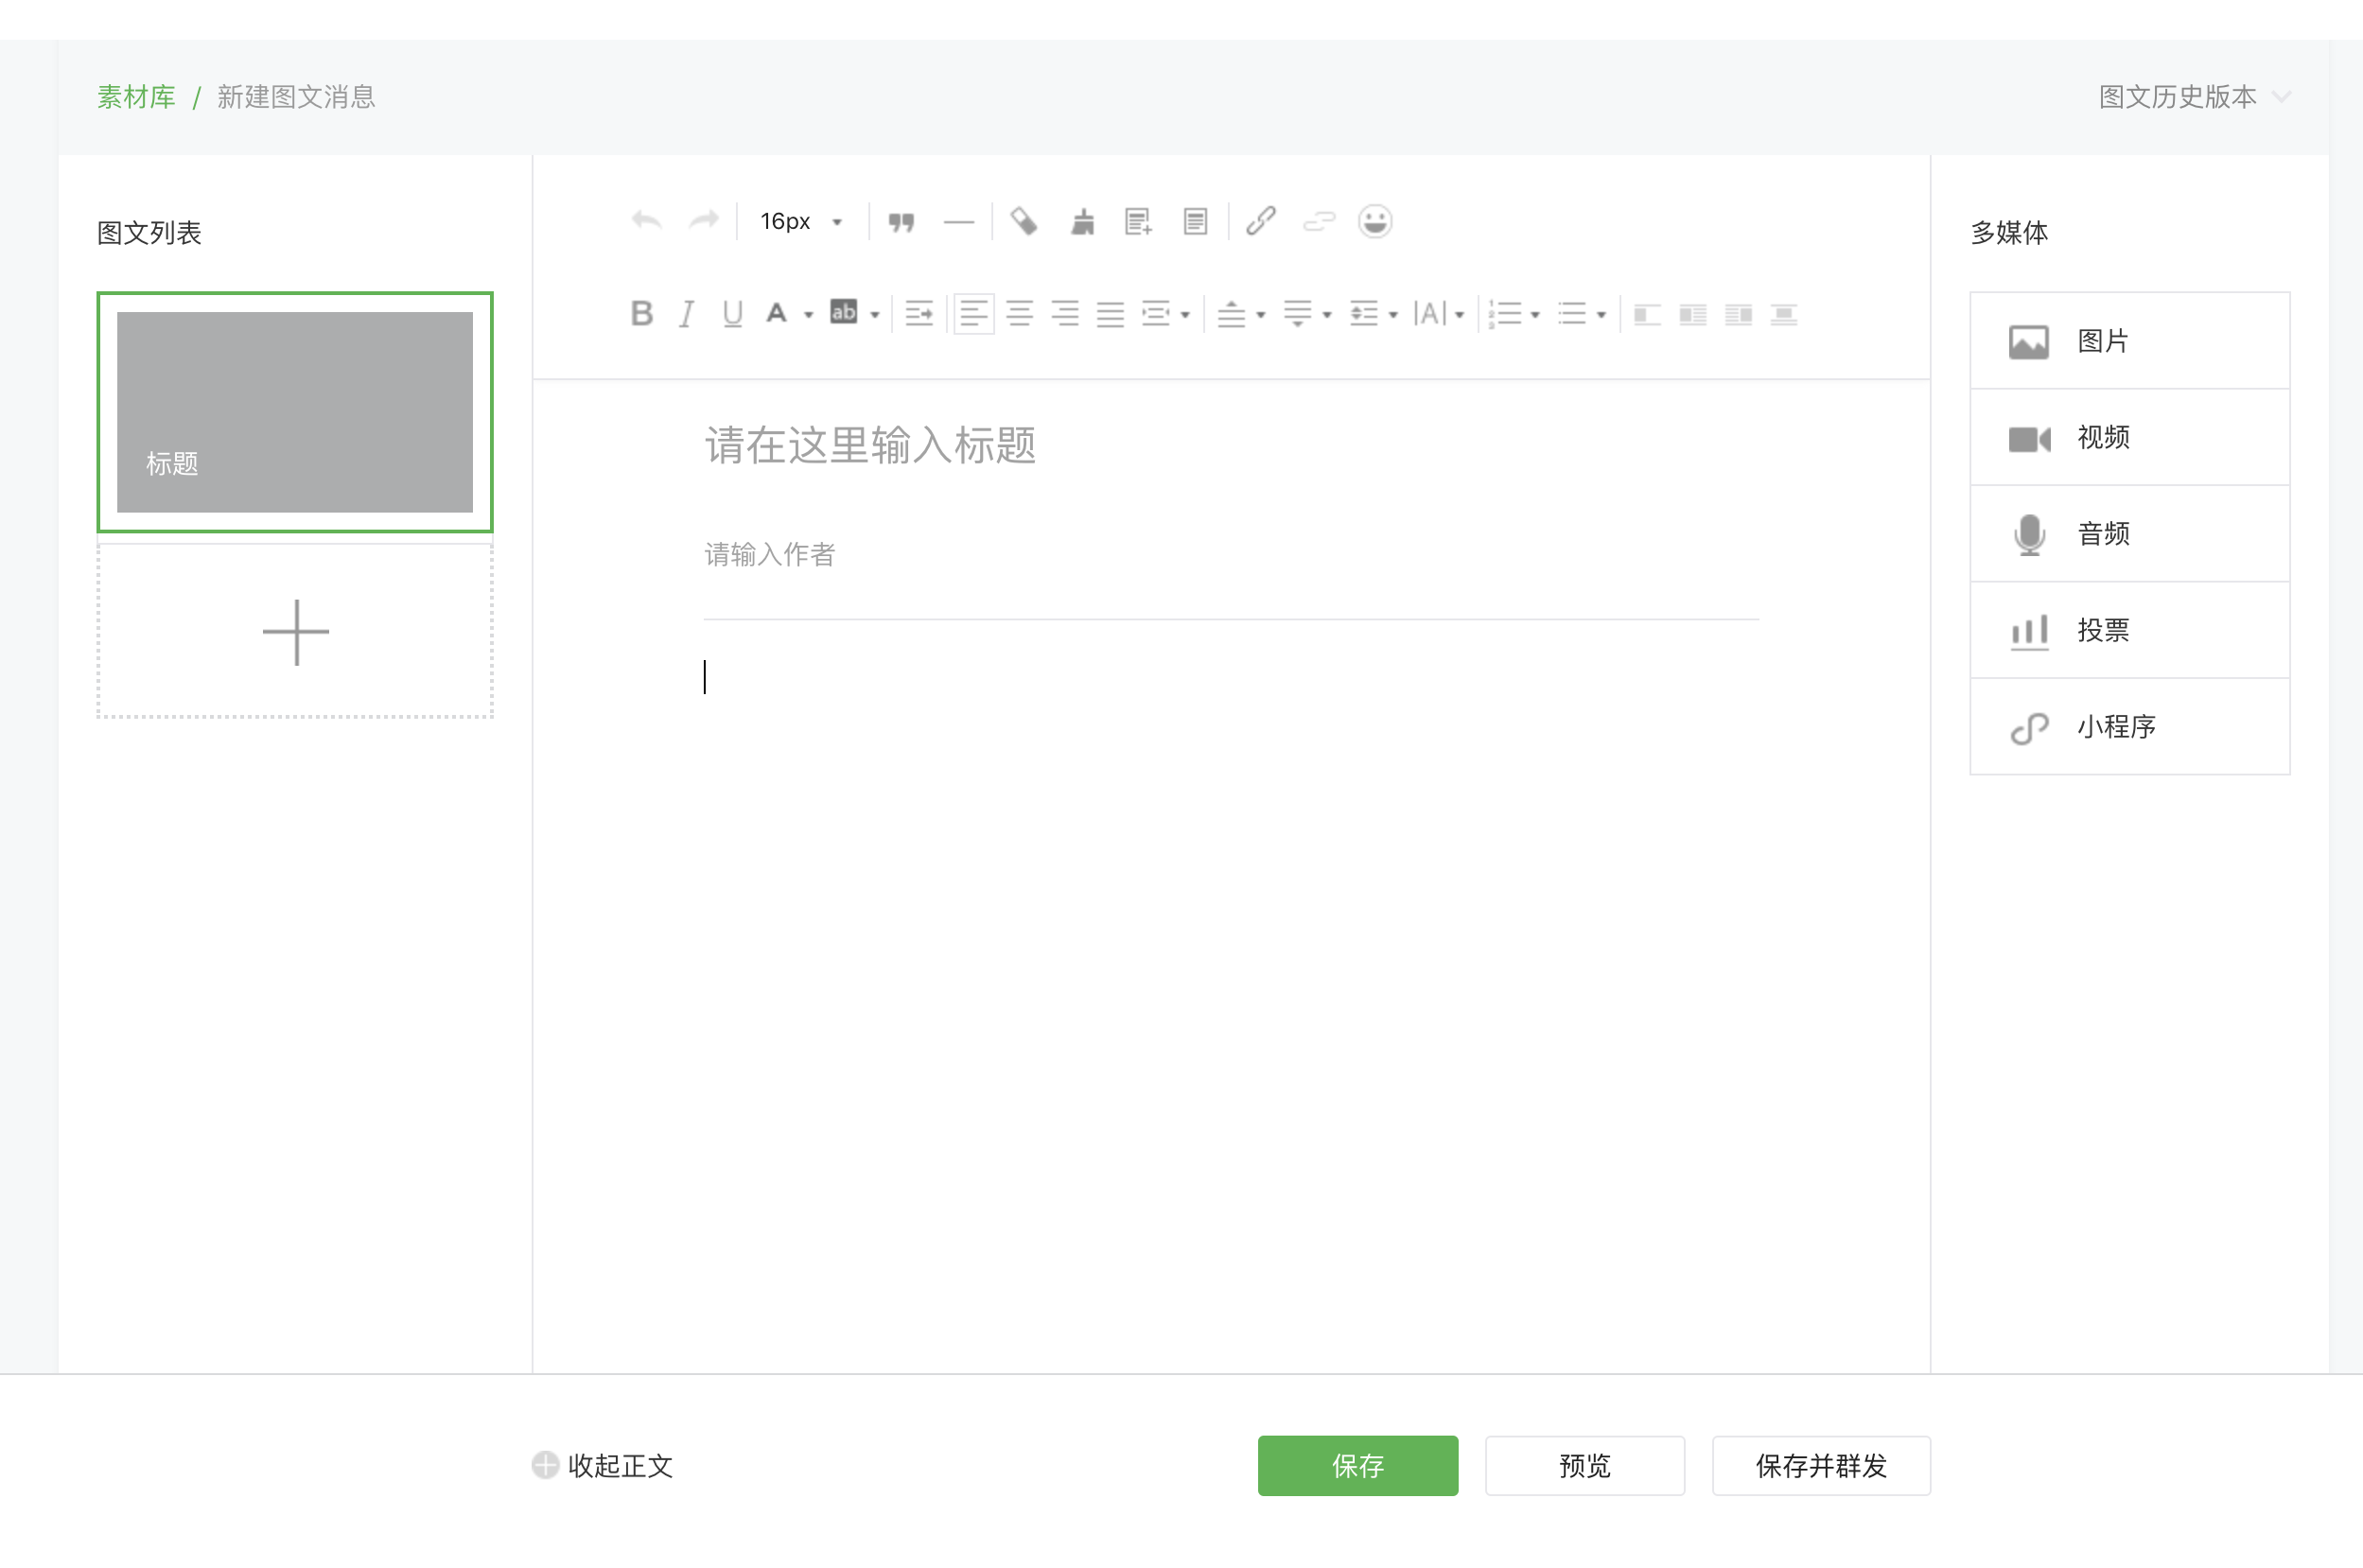 素材库 / 新建图文消息
图文历史版本
图文列表
标题
16px
B I U A ab
|A|
请在这里输入标题
请输入作者
多媒体
图片
视频
音频
投票
小程序
收起正文
保存
预览
保存并群发